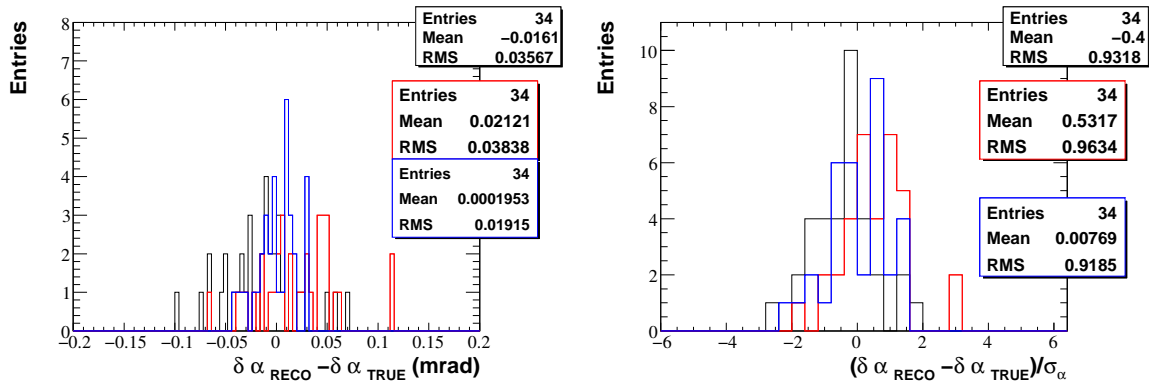 Entries 34
Mean −0.0161
RMS 0.03567
Entries 34
Mean 0.02121
RMS 0.03838
Entries 34
Mean 0.0001953
RMS 0.01915
Entries
8
7
6
5
4
3
2
1
0
−0.2 −0.15 −0.1 −0.05 0 0.05 0.1 0.15 0.2
δ α RECO −δ α TRUE (mrad)
Entries 34
Mean −0.4
RMS 0.9318
Entries 34
Mean 0.5317
RMS 0.9634
Entries 34
Mean 0.00769
RMS 0.9185
Entries
10
8
6
4
2
0
−6 −4 −2 0 2 4 6
(δ α RECO −δ α TRUE)/σα